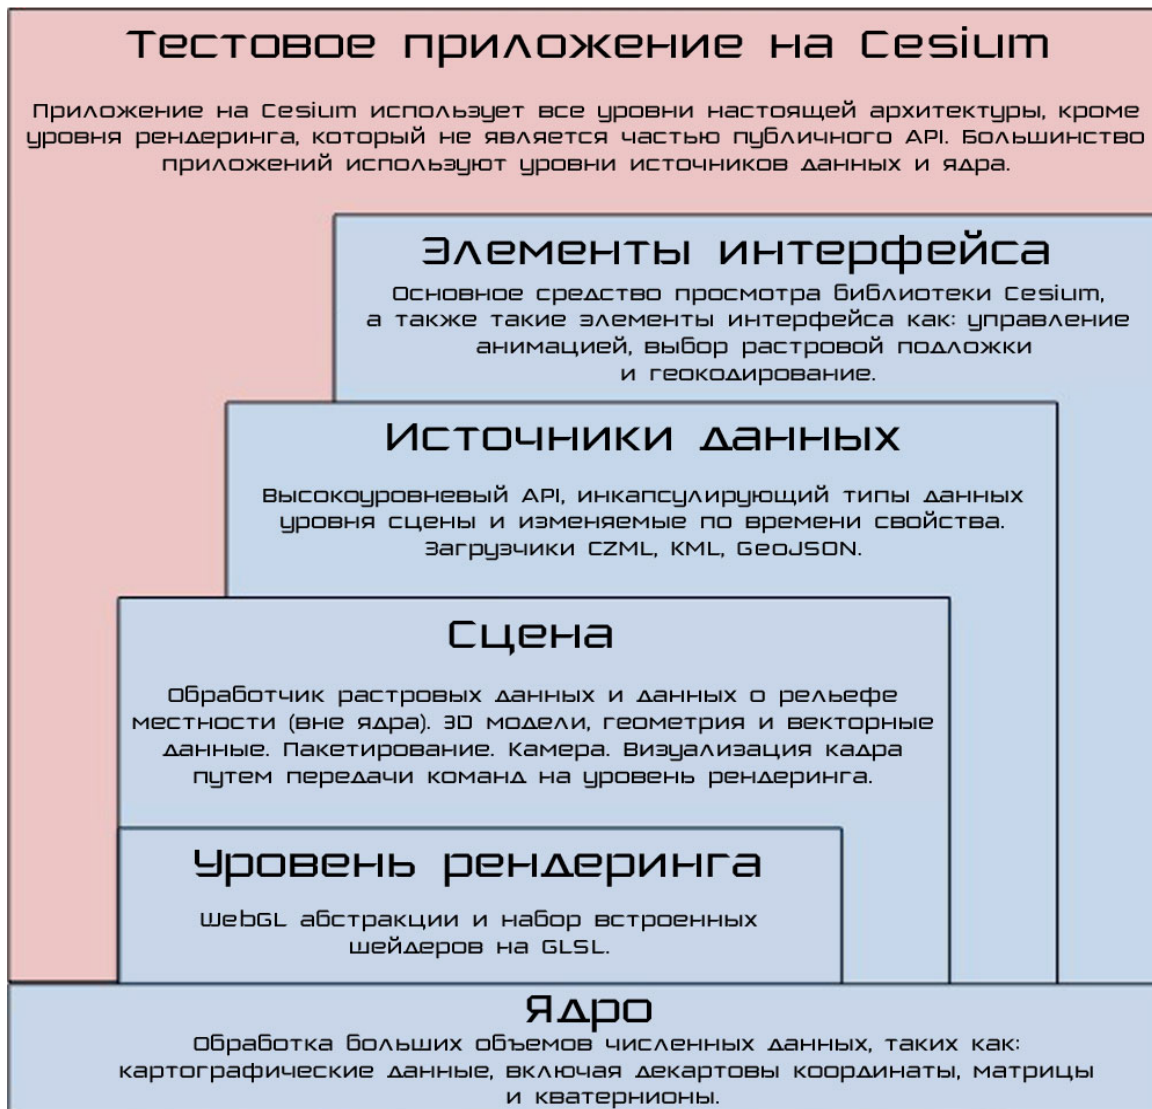 Тестовое приложение на Cesium
Приложение на Cesium использует все уровни настоящей архитектуры, кроме
уровня рендеринга, который не является частью публичного API. Большинство
приложений используют уровни источников данных и ядра.
Элементы интерфейса
Основное средство просмотра библиотеки Cesium,
а также такие элементы интерфейса как: управление
анимацией, выбор растровой подложки
и геокодирование.
Источники данных
Высокоуровневый API, инкапсулирующий типы данных
уровня сцены и изменяемые по времени свойства.
Загрузчики CZML, KML, GeoJSON.
Сцена
Обработчик растровых данных и данных о рельефе
местности (вне ядра). 3D модели, геометрия и векторные
данные. Пакетирование. Камера. Визуализация кадра
путем передачи команд на уровень рендеринга.
Уровень рендеринга
WebGL абстракции и набор встроенных
шейдеров на GLSL.
Ядро
Обработка больших объемов численных данных, таких как:
картографические данные, включая декартовы координаты, матрицы
и кватернионы.